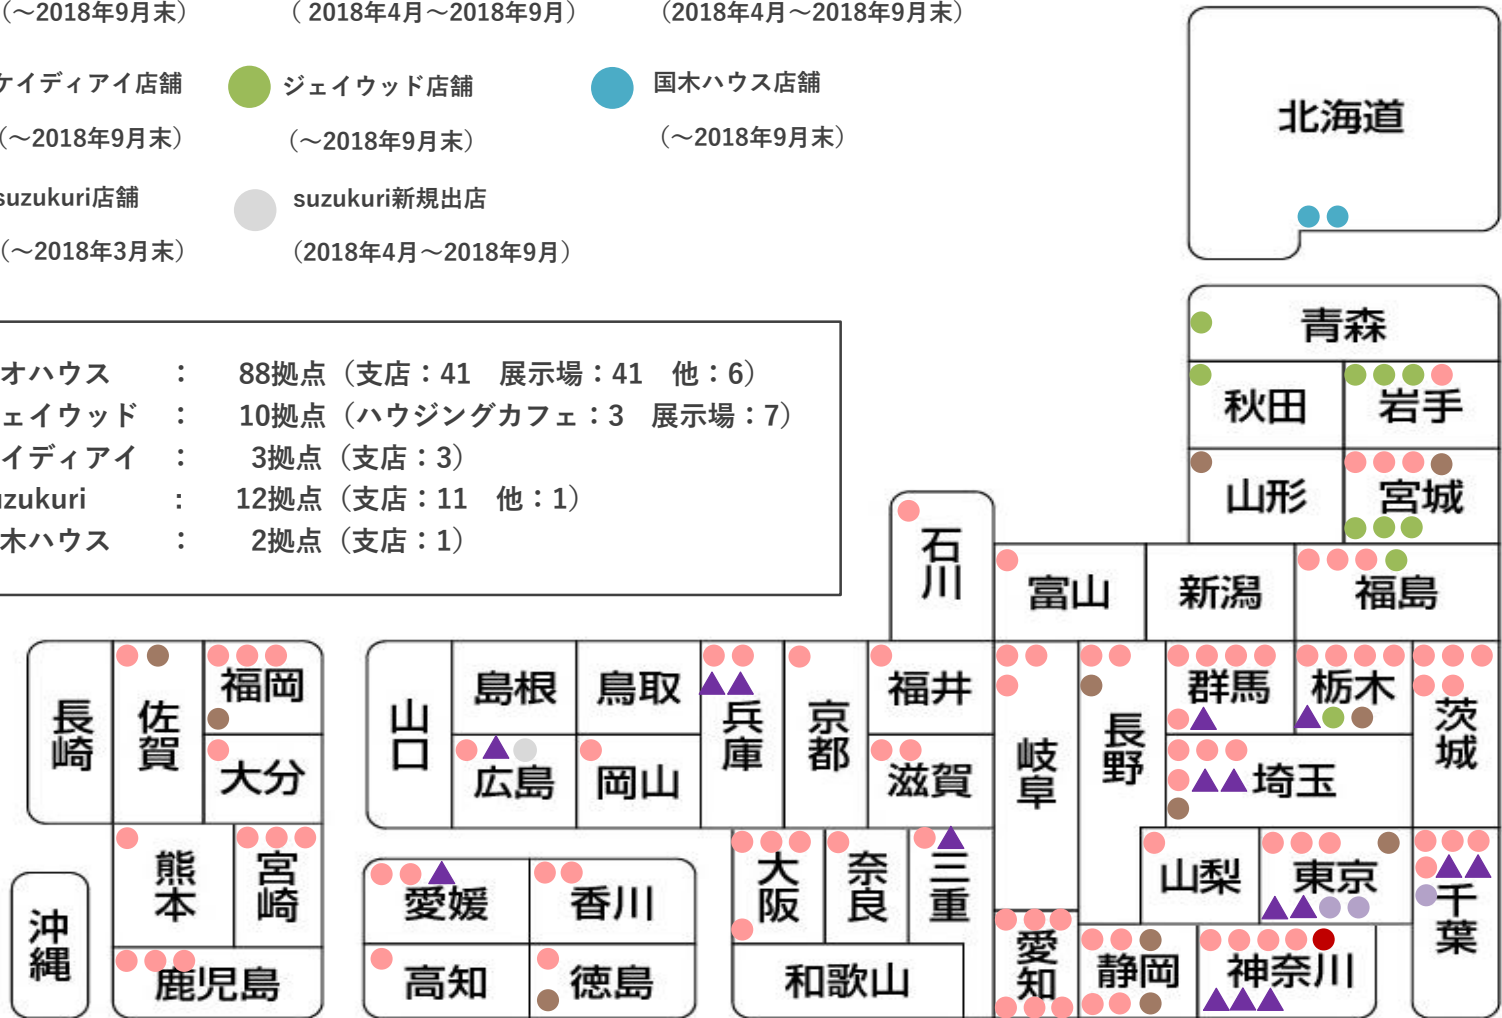 （～2018年9月末）
（ 2018年4月～2018年9月）
（2018年4月～2018年9月末）
ケイディアイ店舗
ジェイウッド店舗
国木ハウス店舗
（～2018年9月末）
（～2018年9月末）
（～2018年9月末）
suzukuri店舗
suzukuri新規出店
（～2018年3月末）
（2018年4月～2018年9月）
オハウス ： 88拠点（支店：41 展示場：41 他：6）
ェイウッド ： 10拠点（ハウジングカフェ：3 展示場：7）
イディアイ ： 3拠点（支店：3）
uzukuri : 12拠点（支店：11 他：1）
木ハウス ： 2拠点（支店：1）
北海道
青森
秋田
岩手
山形
宮城
石川
富山
新潟
福島
長崎
佐賀
福岡
大分
熊本
宮崎
鹿児島
沖縄
山口
島根
鳥取
広島
岡山
兵庫
京都
福井
滋賀
岐阜
長野
群馬
栃木
茨城
埼玉
愛媛
香川
高知
徳島
大阪
奈良
三重
和歌山
愛知
山梨
東京
静岡
神奈川
千葉